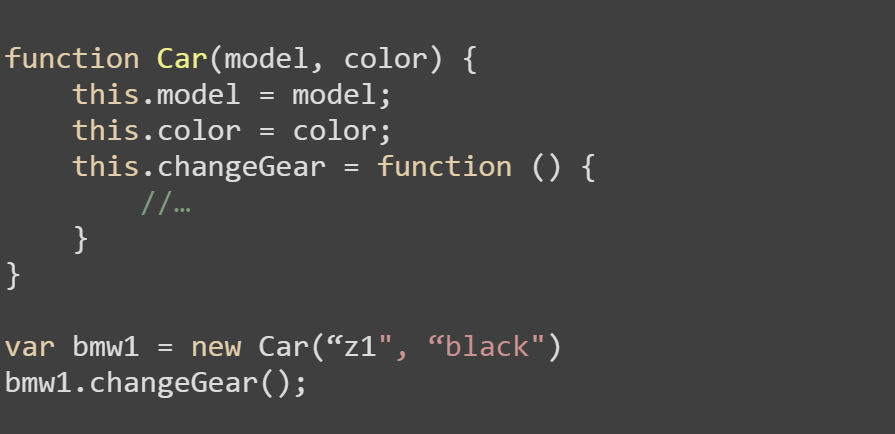 function Car(model, color) {
    this.model = model;
    this.color = color;
    this.changeGear = function () {
        //…
    }
}

var bmw1 = new Car(“z1", “black")
bmw1.changeGear();